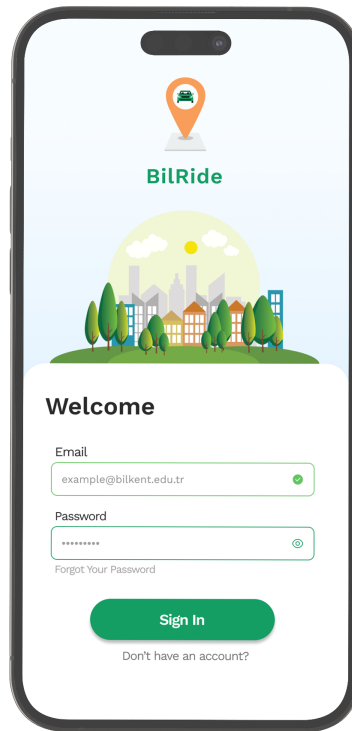 BilRide
Welcome
Email
example@bilkent.edu.tr
Password
•••••••••
Forgot Your Password
Sign In
Don't have an account?